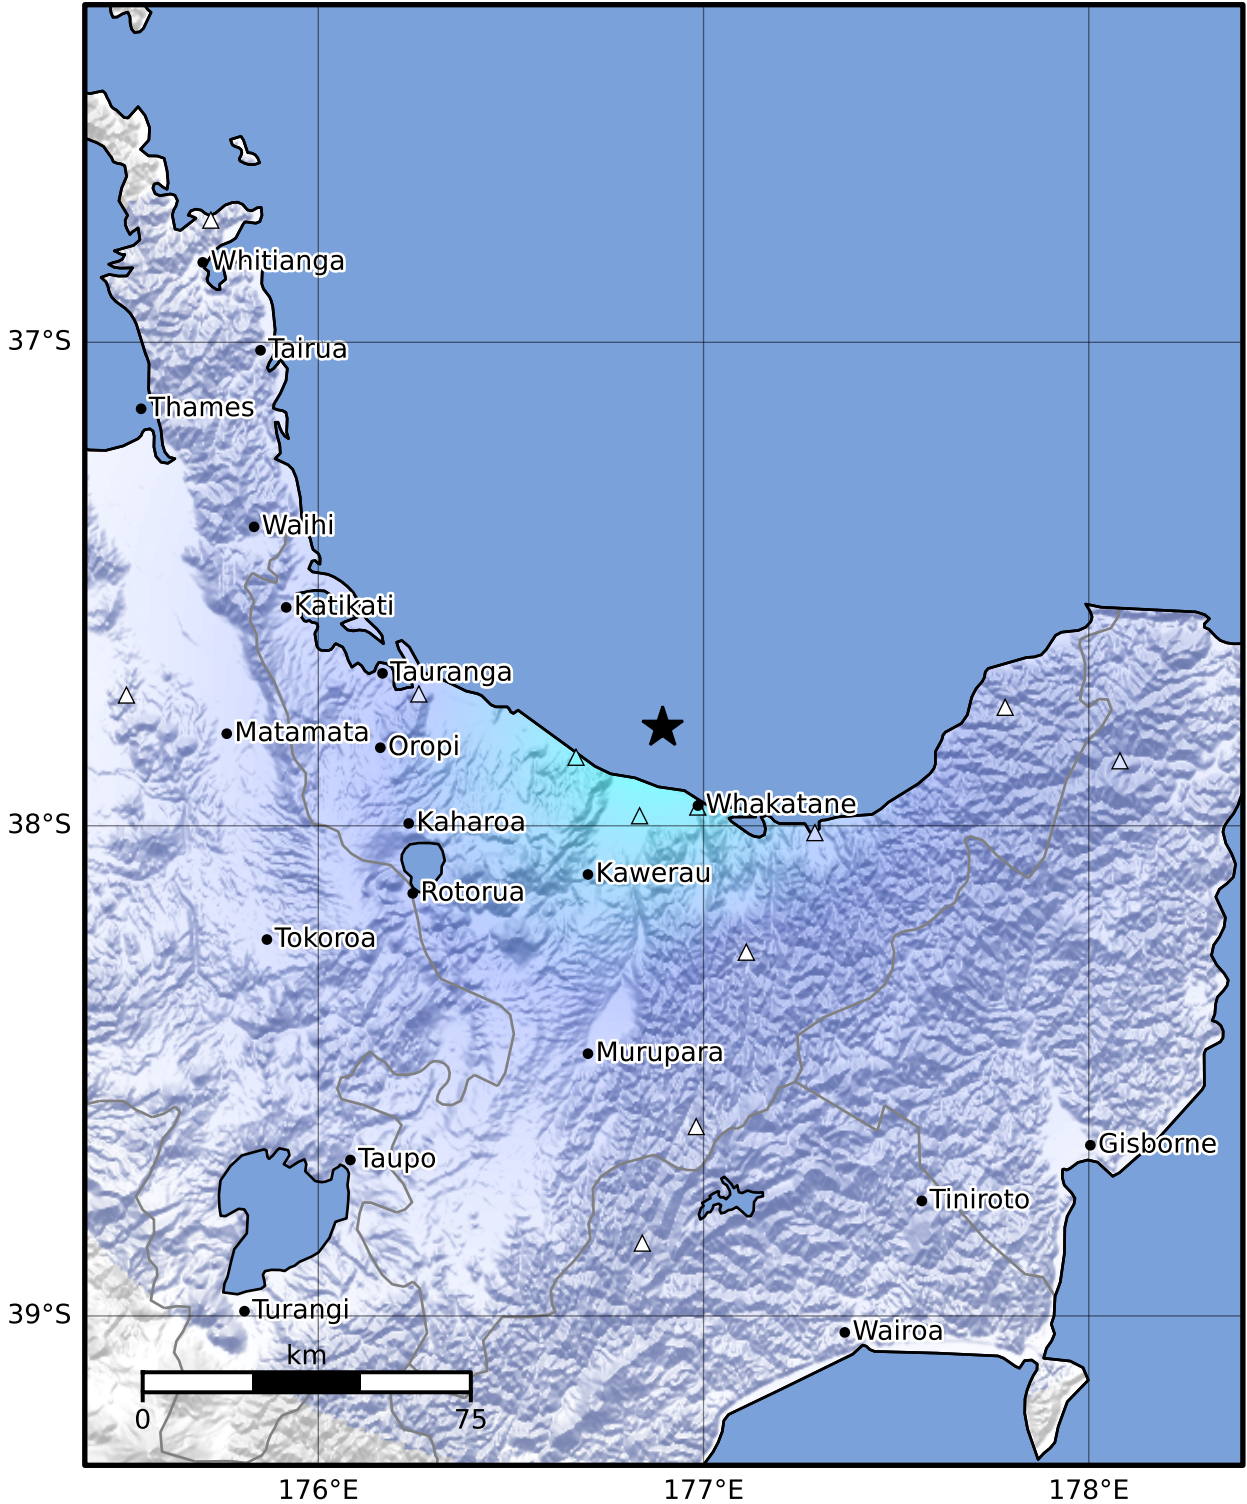 Whitianga
37°S
Tairua
Thames
Waihi
Katikati
Tauranga
Matamata
Oropi
Whakatane
Kaharoa
38°S
Kawerau
Rotorua
Tokoroa
Murupara
Gisborne
Taupo
Tiniroto
Turangi
39°S
Wairoa
km
0
75
176°E
177°E
178°E